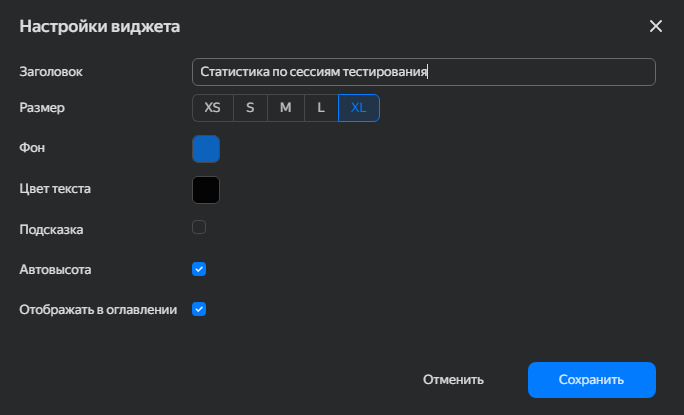 Настройки виджета
Заголовок Статистика по сессиям тестирования
Размер XS S M L XL
Фон
Цвет текста
Подсказка
Автовысота
Отображать в оглавлении
Отменить Сохранить